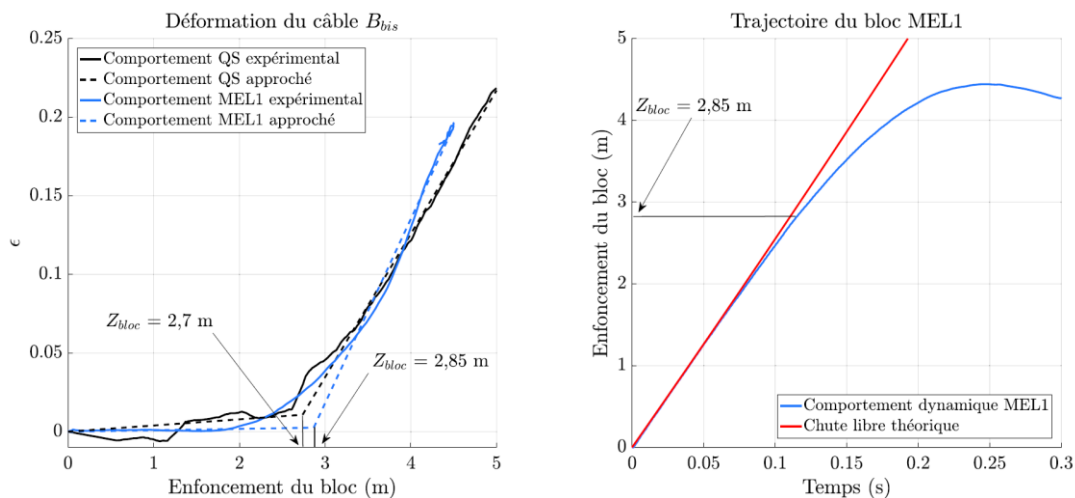 Déformation du câble B_bis
0.25
0.2
0.15
0.1
0.05
0
ϵ
Comportement QS expérimental
Comportement QS approché
Comportement MEL1 expérimental
Comportement MEL1 approché
Z_bloc = 2,7 m
Z_bloc = 2,85 m
0 1 2 3 4 5
Enfoncement du bloc (m)
Trajectoire du bloc MEL1
5
4
3
2
1
0
Enfoncement du bloc (m)
Z_bloc = 2,85 m
Comportement dynamique MEL1
Chute libre théorique
0 0.05 0.1 0.15 0.2 0.25 0.3
Temps (s)